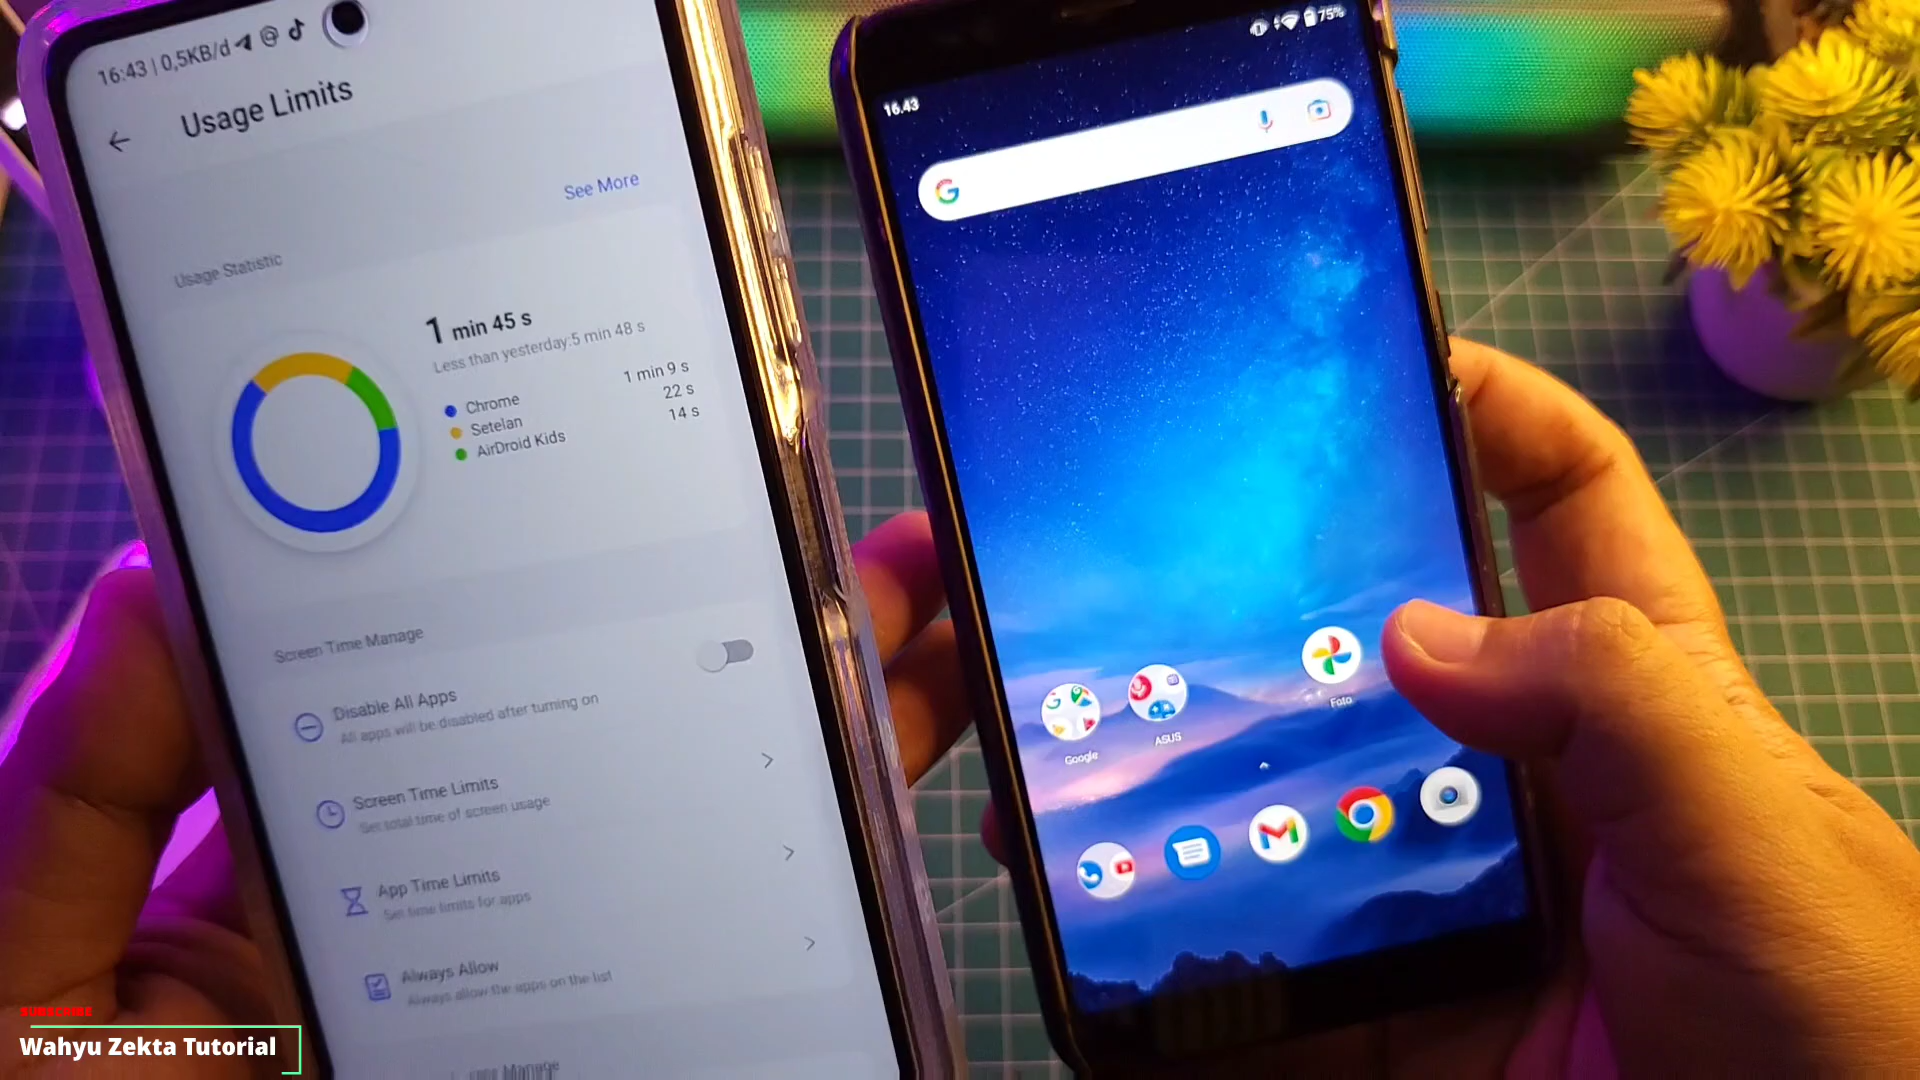 16:43 | 0,5KB/d
Usage Limits
See More
Usage Statistic
1 min 45 s
Less than yesterday:5 min 48 s
Chrome 1 min 9 s
Setelan 22 s
AirDroid Kids 14 s
Screen Time Manage
Disable All Apps
All apps will be disabled after turning on
Screen Time Limits
Set total time of screen usage
App Time Limits
Set time limits for apps
Always Allow
Always allow the apps on the list
Manage
16.43
75%
Google
ASUS
Foto
SUBSCRIBE
Wahyu Zekta Tutorial